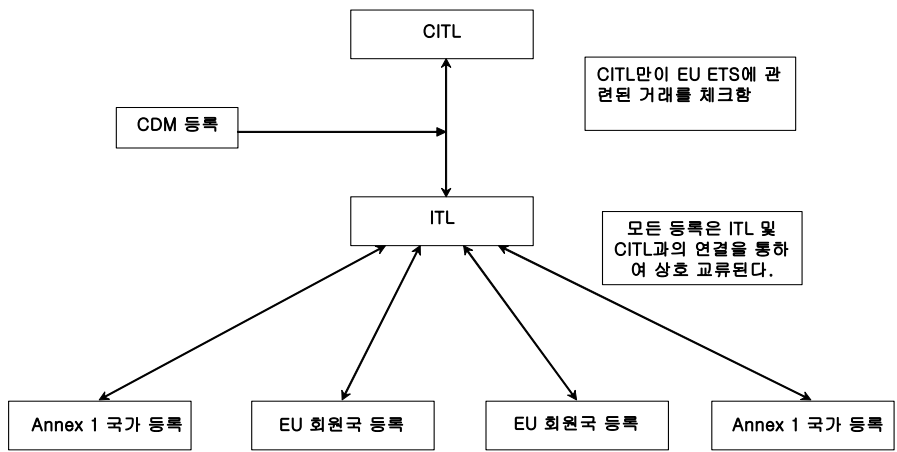 CITL
CITL만이 EU ETS에 관
련된 거래를 체크함
CDM 등록
ITL
모든 등록은 ITL 및
CITL과의 연결을 통하
여 상호 교류된다.
Annex 1 국가 등록
EU 회원국 등록
EU 회원국 등록
Annex 1 국가 등록